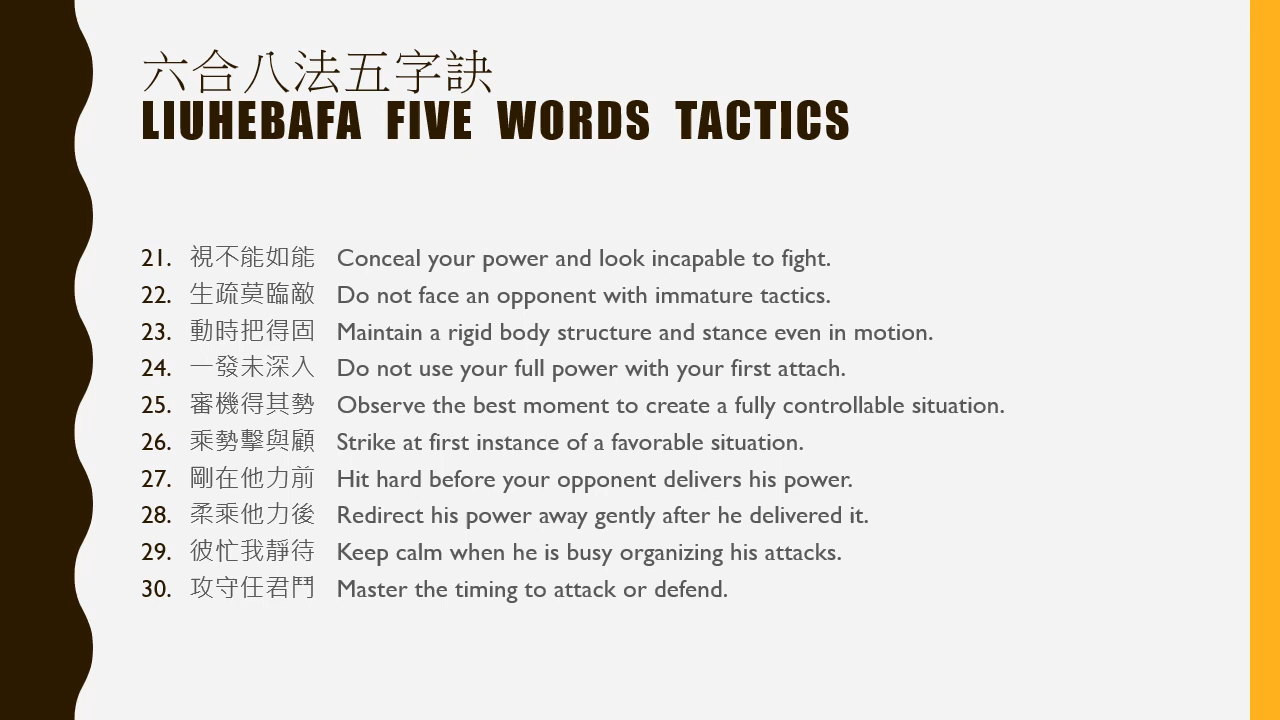 六合八法五字訣
LIUHEBAFA FIVE WORDS TACTICS
21. 視不能如能 Conceal your power and look incapable to fight.
22. 生疏莫臨敵 Do not face an opponent with immature tactics.
23. 動時把得固 Maintain a rigid body structure and stance even in motion.
24. 一發未深入 Do not use your full power with your first attach.
25. 審機得其勢 Observe the best moment to create a fully controllable situation.
26. 乘勢擊與顧 Strike at first instance of a favorable situation.
27. 剛在他力前 Hit hard before your opponent delivers his power.
28. 柔乘他力後 Redirect his power away gently after he delivered it.
29. 彼忙我靜待 Keep calm when he is busy organizing his attacks.
30. 攻守任君鬥 Master the timing to attack or defend.